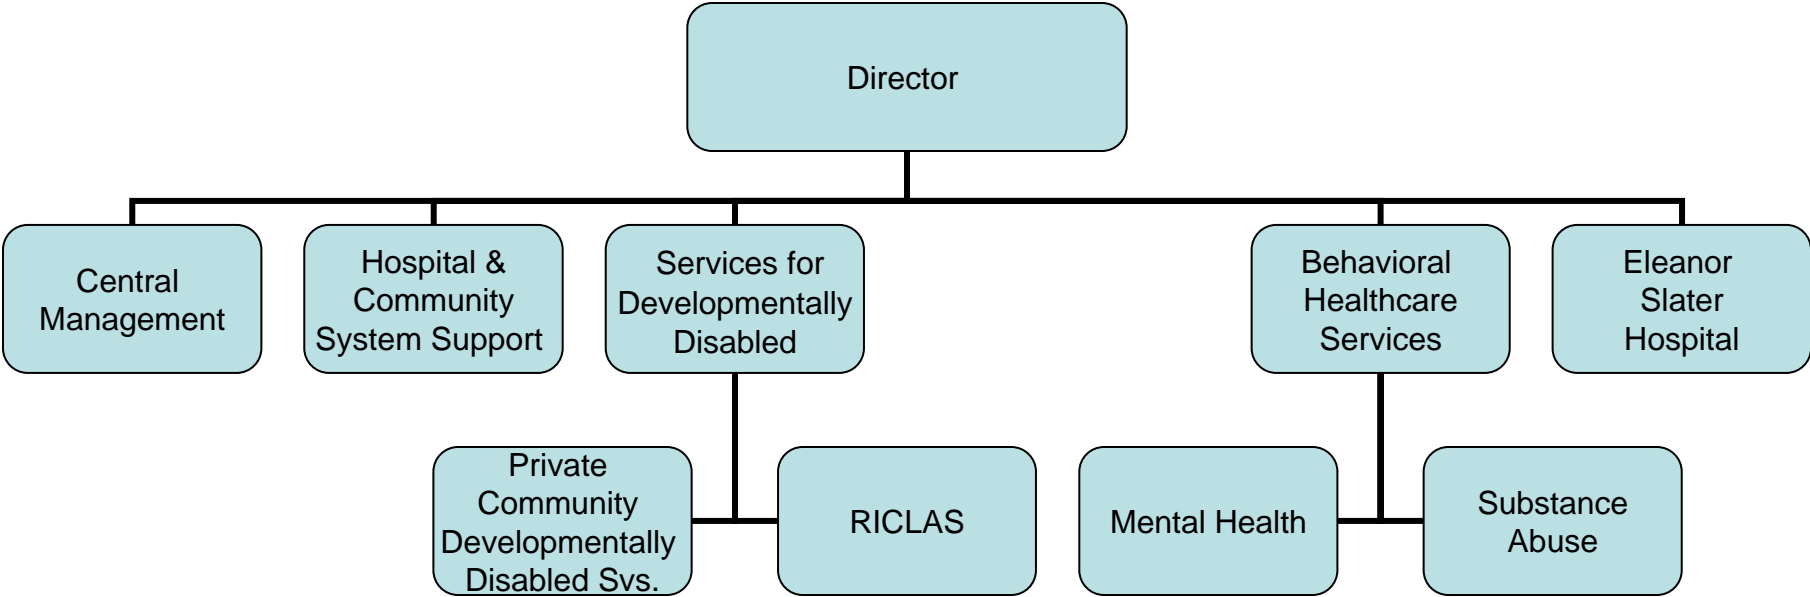 Director
Central
Management
Hospital &
Community
System Support
Services for
Developmentally
Disabled
Behavioral
Healthcare
Services
Eleanor
Slater
Hospital
Private
Community
Developmentally
Disabled Svs.
RICLAS
Mental Health
Substance
Abuse